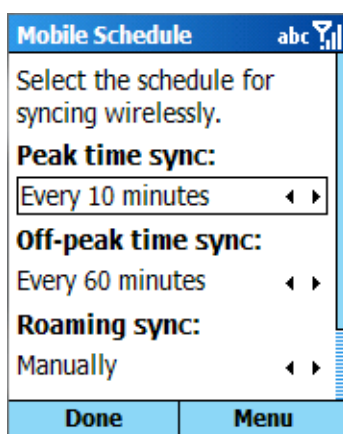 Mobile Schedule abc
Select the schedule for
syncing wirelessly.
Peak time sync:
Every 10 minutes
Off-peak time sync:
Every 60 minutes
Roaming sync:
Manually
Done Menu